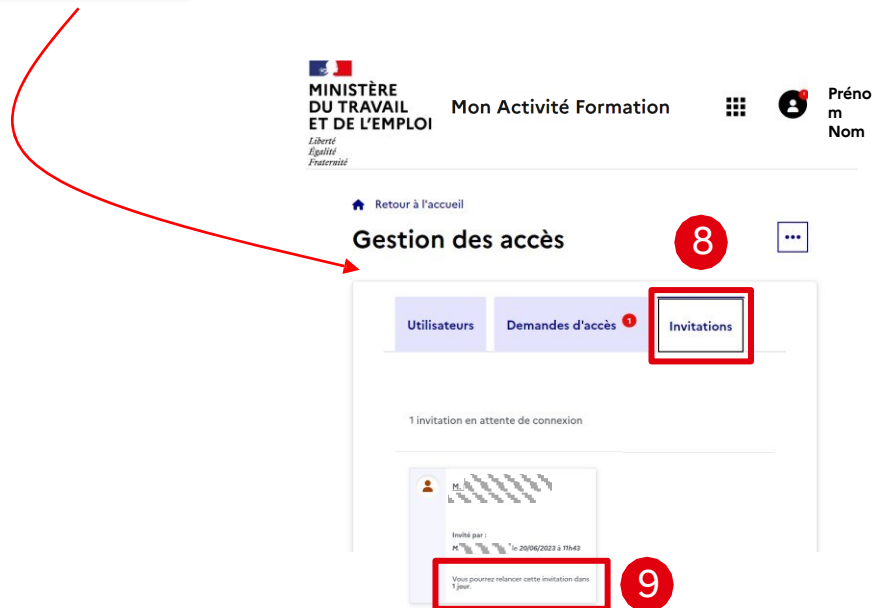 MINISTÈRE
DU TRAVAIL
ET DE L'EMPLOI
Liberté
Égalité
Fraternité
Mon Activité Formation
Préno
m
Nom
Retour à l'accueil
Gestion des accès
8
...
Utilisateurs
Demandes d'accès 1
Invitations
1 invitation en attente de connexion
M.
Invité par :
M. le 20/06/2023 à 11h43
Vous pourrez relancer cette invitation dans
1 jour.
9